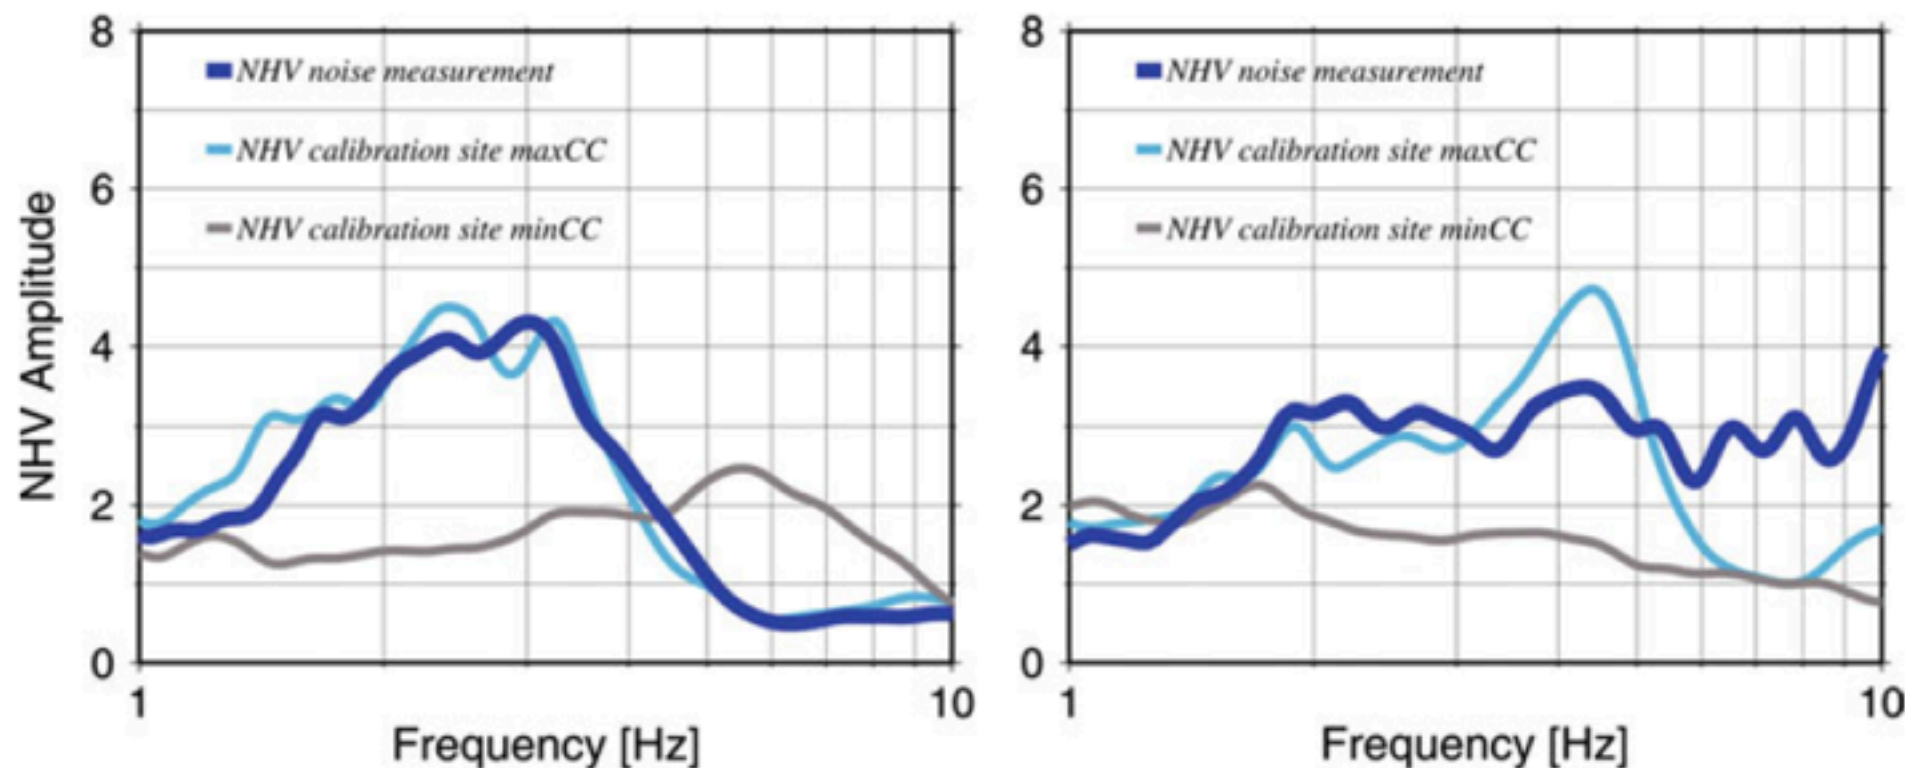 8
6
4
2
0
NHV Amplitude
NHV noise measurement
NHV calibration site maxCC
NHV calibration site minCC
1
10
Frequency [Hz]
8
6
4
2
0
NHV noise measurement
NHV calibration site maxCC
NHV calibration site minCC
1
10
Frequency [Hz]